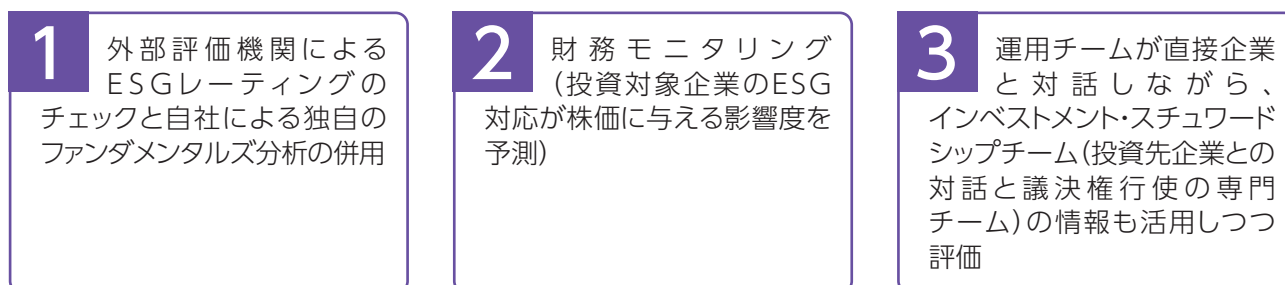 1
外部評価機関による
ESGレーティングの
チェックと自社による独自の
ファンダメンタルズ分析の併用
2
財務モニタリング
(投資対象企業のESG
対応が株価に与える影響度を
予測)
3
運用チームが直接企業
と対話しながら、
インベストメント・スチュワード
シップチーム(投資先企業との
対話と議決権行使の専門
チーム)の情報も活用しつつ
評価